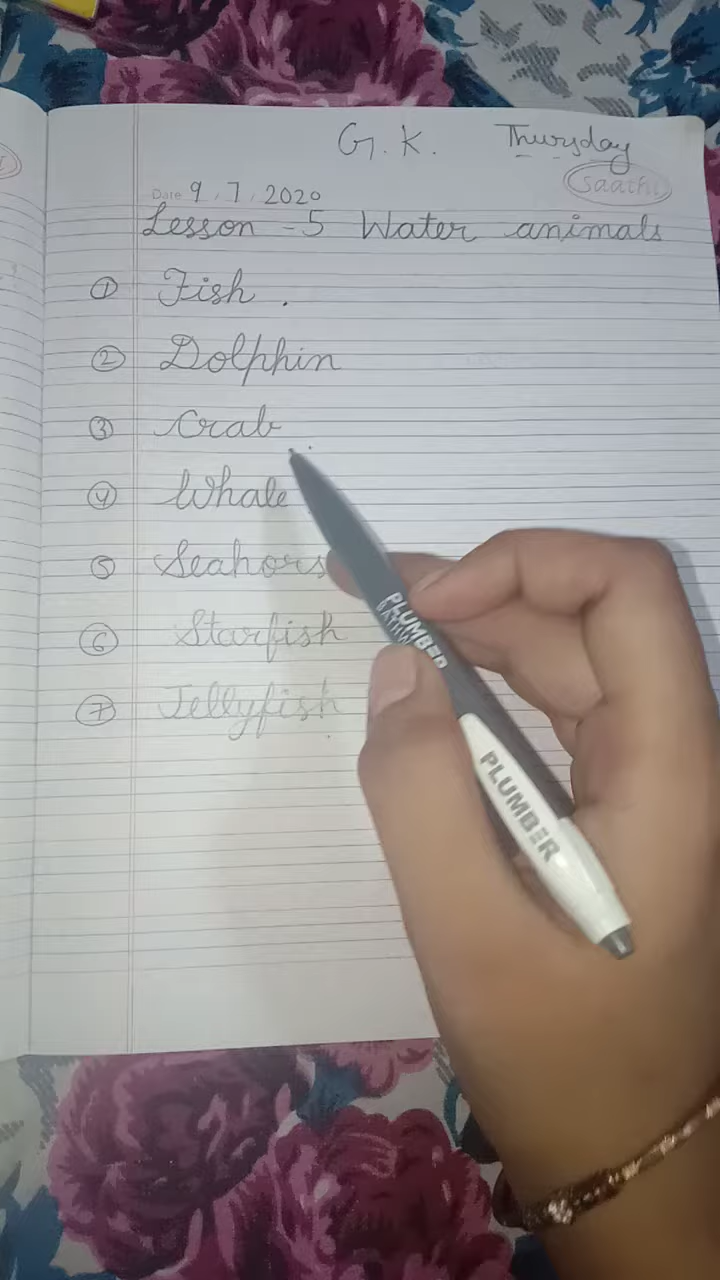 G.K. Thursday
Saathi
Date 9.7.2020
Lesson - 5 Water animals
① Fish.
② Dolphin
③ Crab
④ Whale
⑤ Seahors
⑥ Starfish
⑦ Jellyfish
PLUMBER
PLUMBER